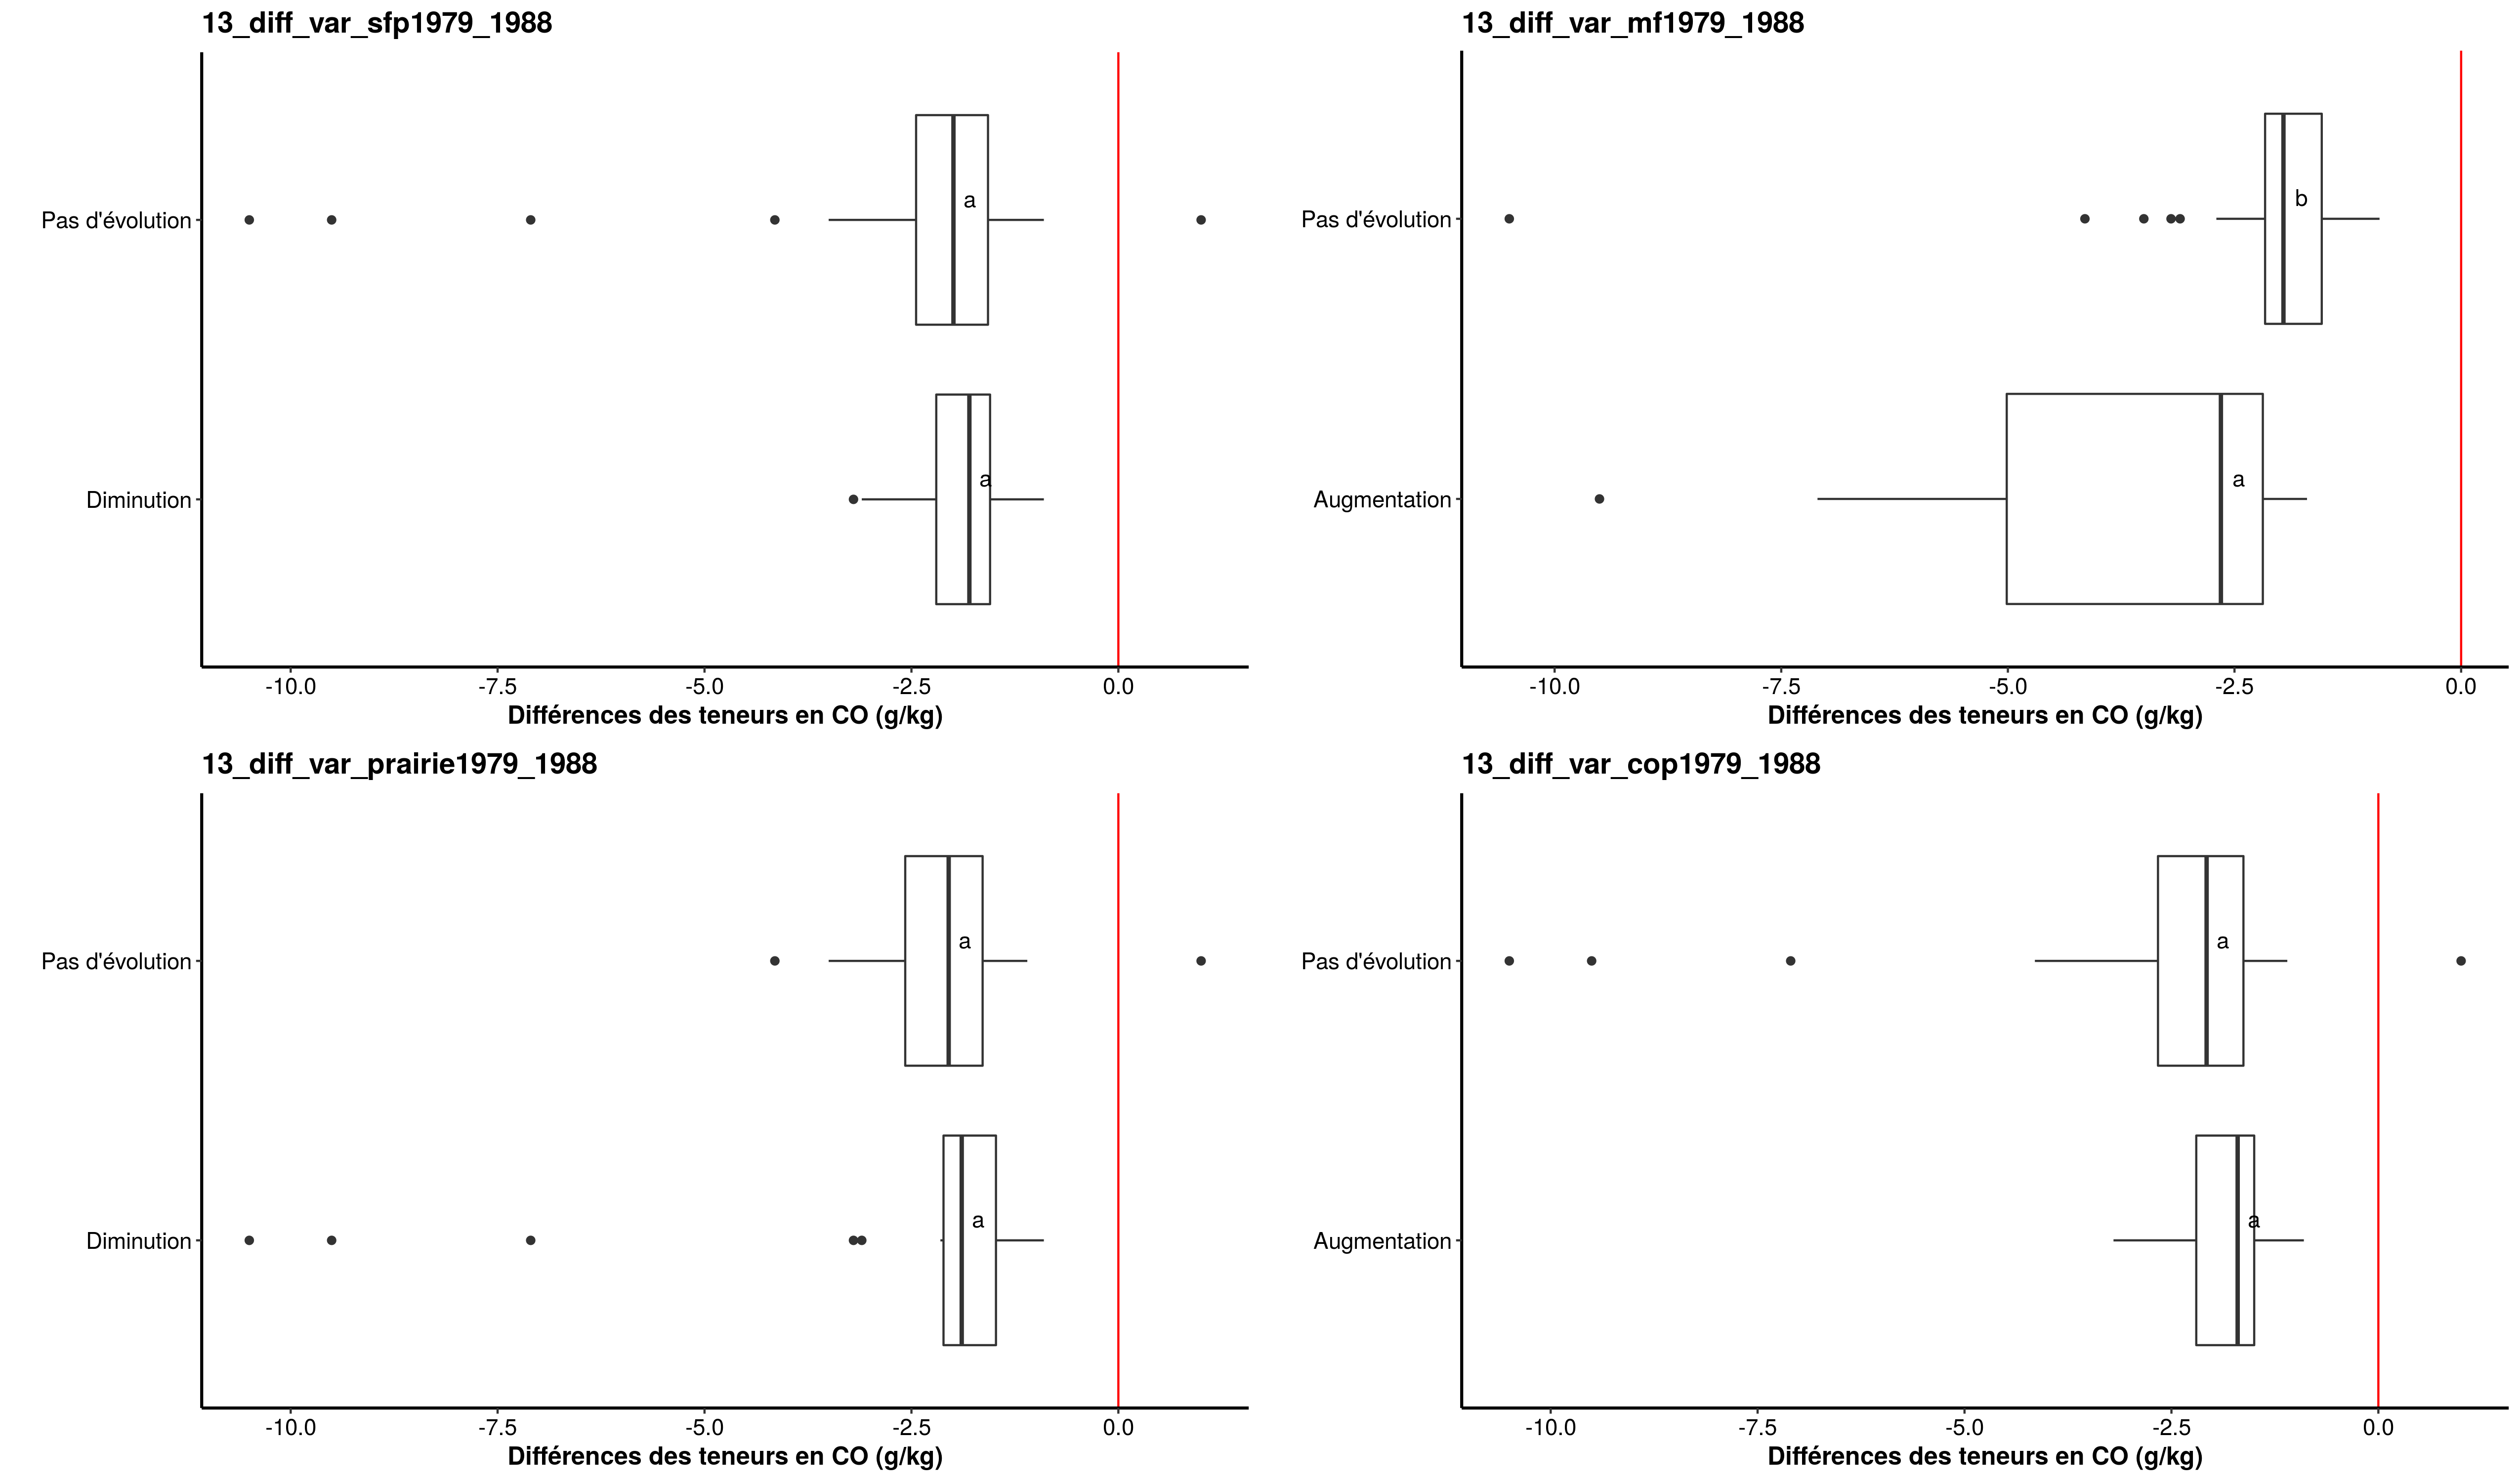 13_diff_var_sfp1979_1988
Pas d'évolution
a
Diminution
a
-10.0 -7.5 -5.0 -2.5 0.0
Différences des teneurs en CO (g/kg)
13_diff_var_mf1979_1988
Pas d'évolution
b
Augmentation
a
-10.0 -7.5 -5.0 -2.5 0.0
Différences des teneurs en CO (g/kg)
13_diff_var_prairie1979_1988
Pas d'évolution
a
Diminution
a
-10.0 -7.5 -5.0 -2.5 0.0
Différences des teneurs en CO (g/kg)
13_diff_var_cop1979_1988
Pas d'évolution
a
Augmentation
a
-10.0 -7.5 -5.0 -2.5 0.0
Différences des teneurs en CO (g/kg)